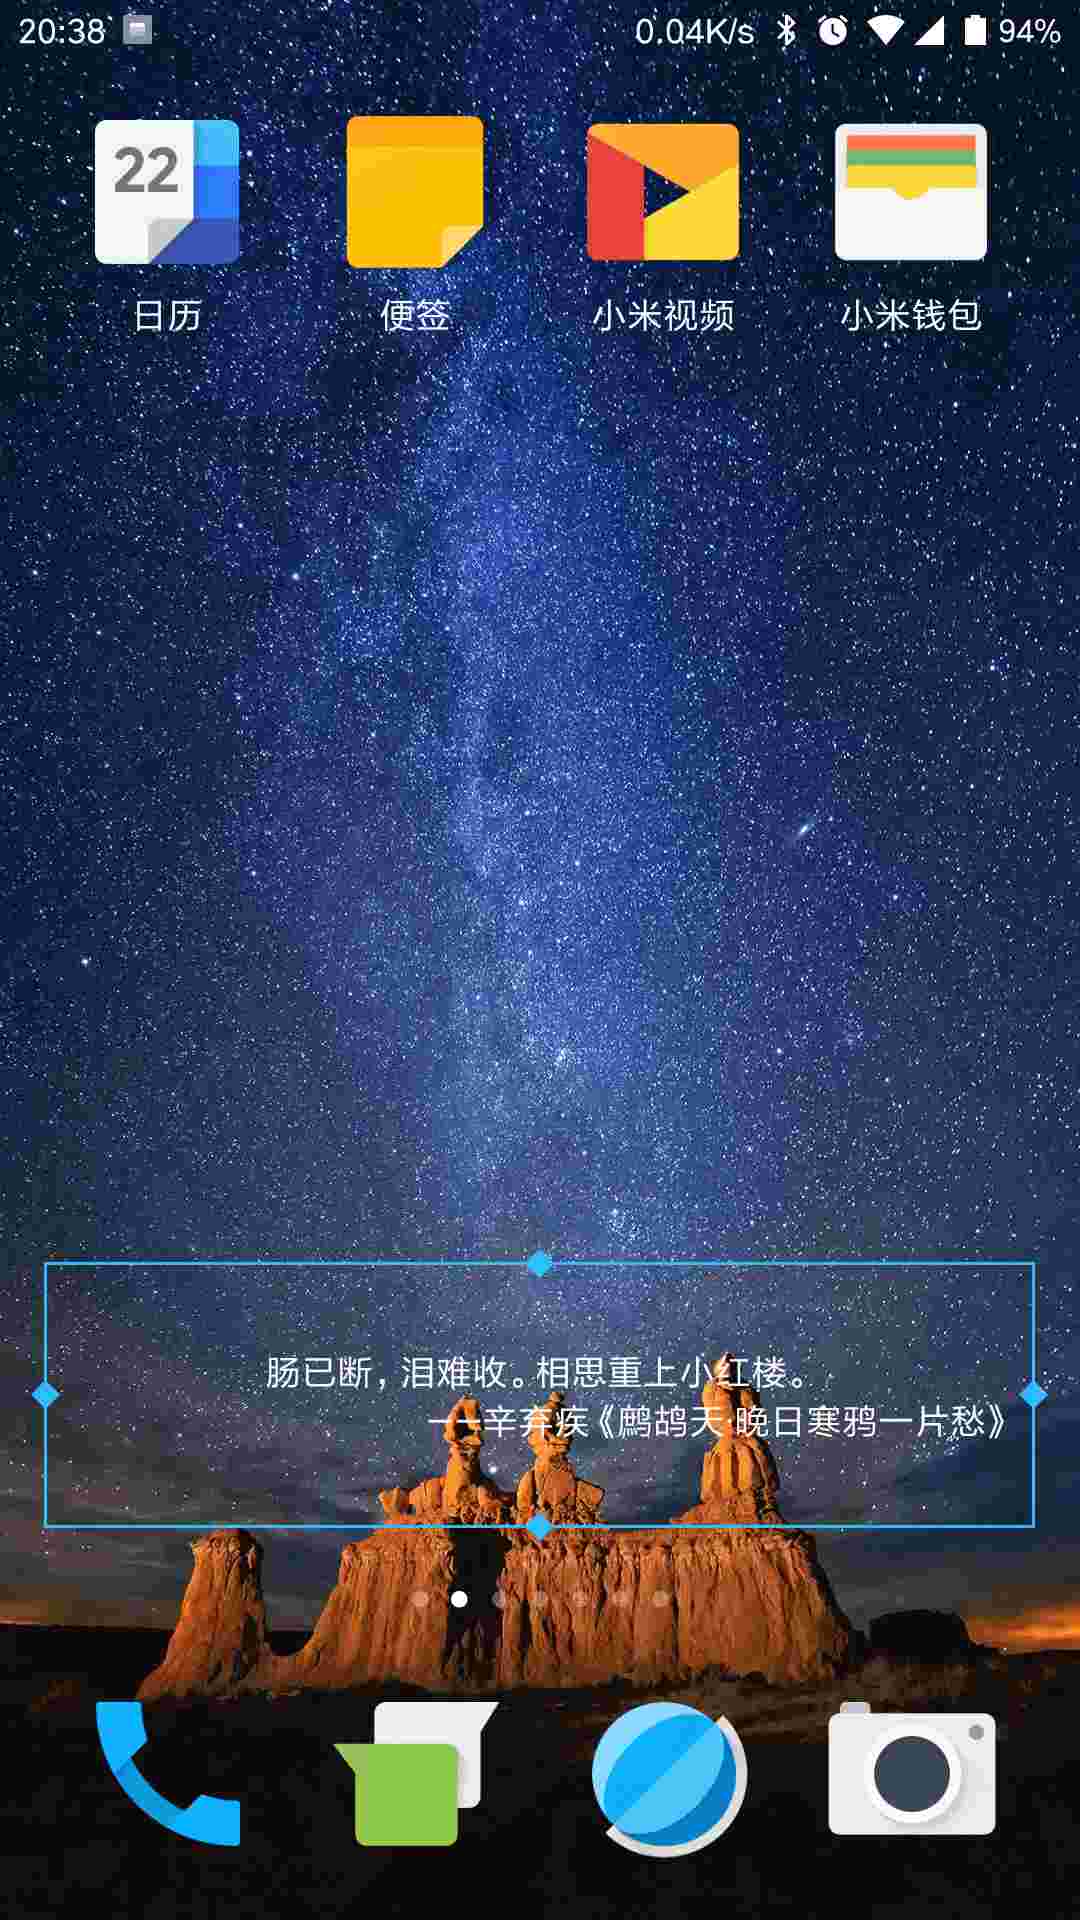 20:38
0.04K/s
94%
22
日历
便签
小米视频
小米钱包
肠已断，泪难收。相思重上小红楼。
——辛弃疾《鹧鸪天·晚日寒鸦一片愁》